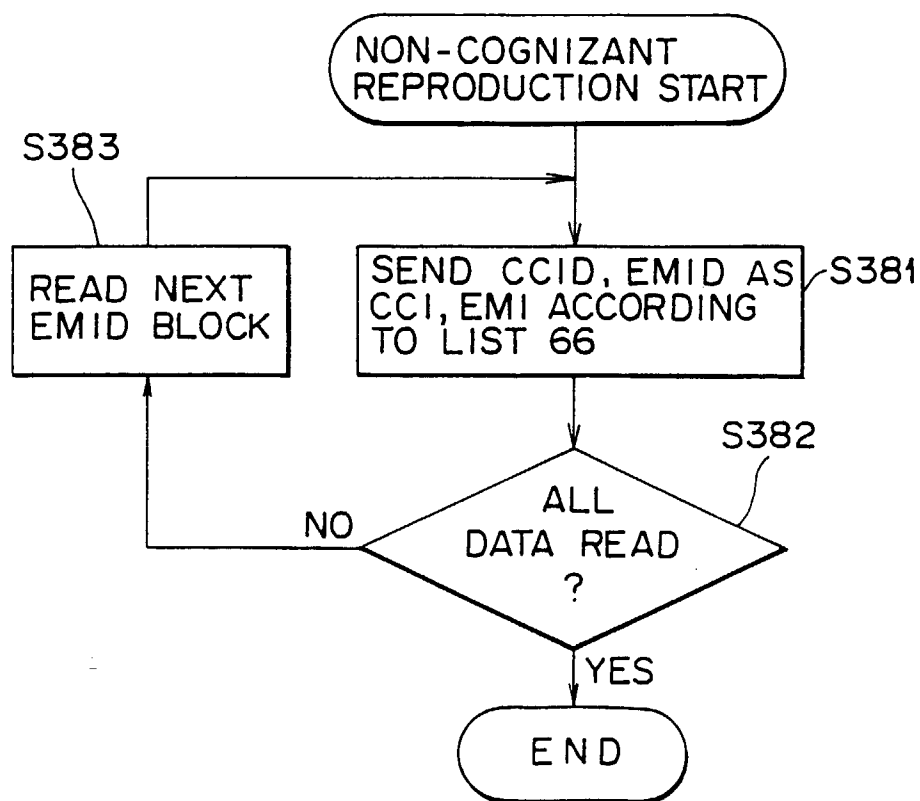 NON-COGNIZANT
REPRODUCTION START
S383
READ NEXT
EMID BLOCK
SEND CCID, EMID AS
CCI, EMI ACCORDING
TO LIST 66
S381
S382
ALL
DATA READ
?
NO
YES
END